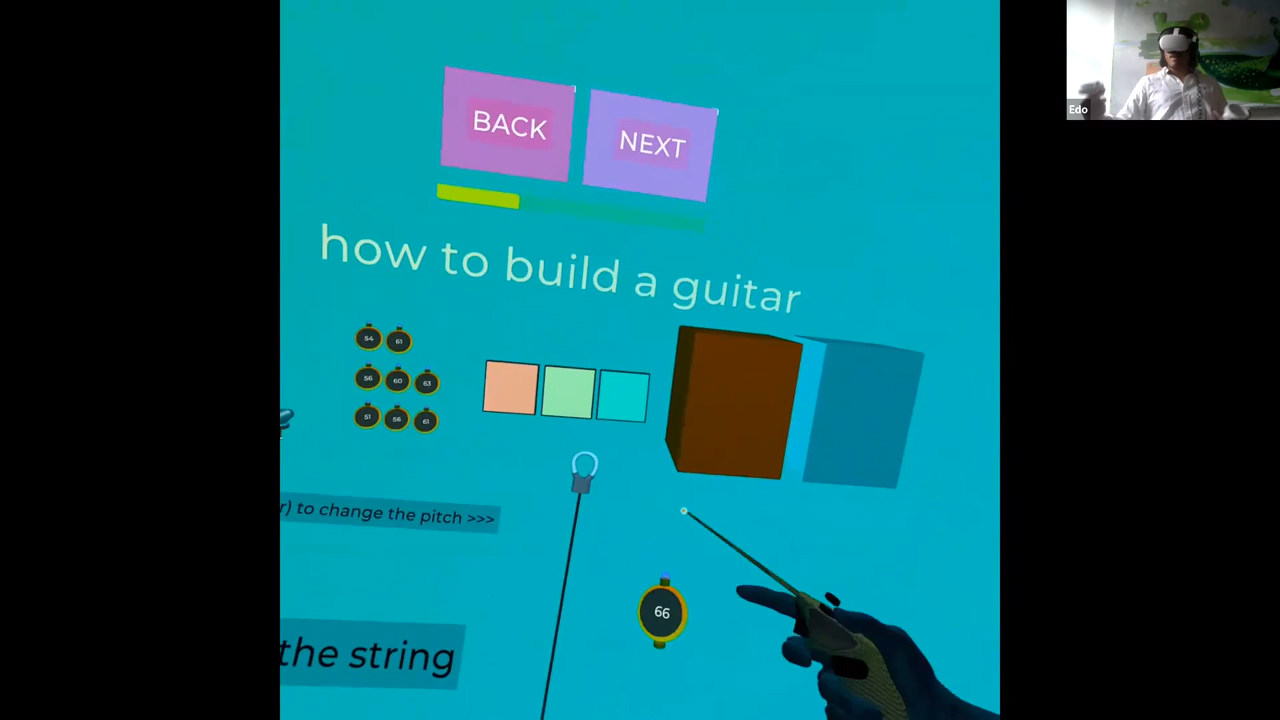 Edo
BACK NEXT
how to build a guitar
54 61
56 60 63
51 56 61
r) to change the pitch >>>
66
the string